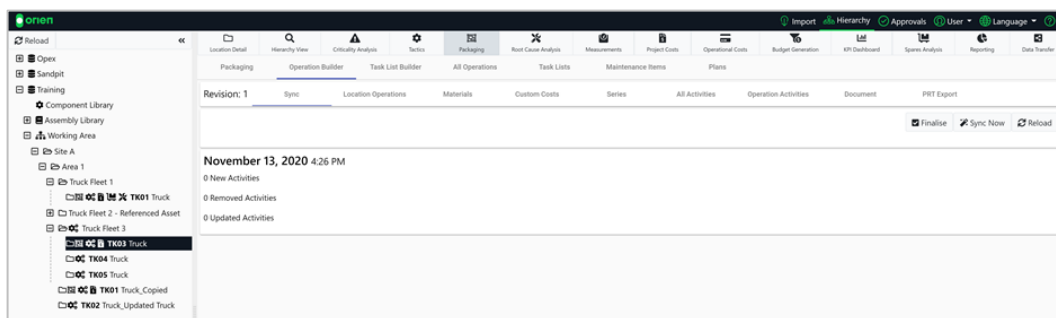 orien
Import Hierarchy Approvals User Language
Reload
Location Detail Hierarchy View Criticality Analysis Tactics Packaging Root Cause Analysis Measurements Project Costs Operational Costs Budget Generation KPI Dashboard Spares Analysis Reporting Data Transfer
Packaging Operation Builder Task List Builder All Operations Task Lists Maintenance Items Plans
Revision: 1 Sync Location Operations Materials Custom Costs Series All Activities Operation Activities Document PRT Export
Finalise Sync Now Reload
November 13, 2020 4:26 PM
0 New Activities
0 Removed Activities
0 Updated Activities
Opex
Sandpit
Training
Component Library
Assembly Library
Working Area
Site A
Area 1
Truck Fleet 1
TK01 Truck
Truck Fleet 2 - Referenced Asset
Truck Fleet 3
TK03 Truck
TK04 Truck
TK05 Truck
TK01 Truck_Copied
TK02 Truck_Updated Truck